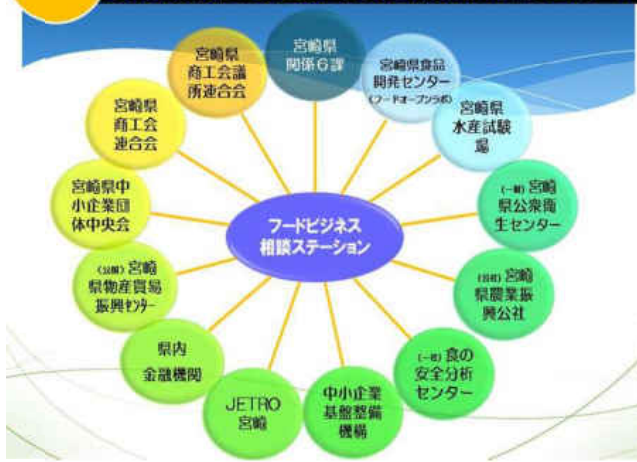 宮崎県
関係6課
宮崎県食品
開発センター
(フードオープンラボ)
宮崎県
水産試験
場
(一財)宮崎
県公衆衛
生センター
(公社)宮崎
県農業振
興公社
(一社)食の
安全分析
センター
中小企業
基盤整備
機構
JETRO
宮崎
県内
金融機関
(公財)宮崎
県物産貿易
振興センター
宮崎県中
小企業団
体中央会
宮崎県
商工会
連合会
宮崎県
商工会議
所連合会
フードビジネス
相談ステーション